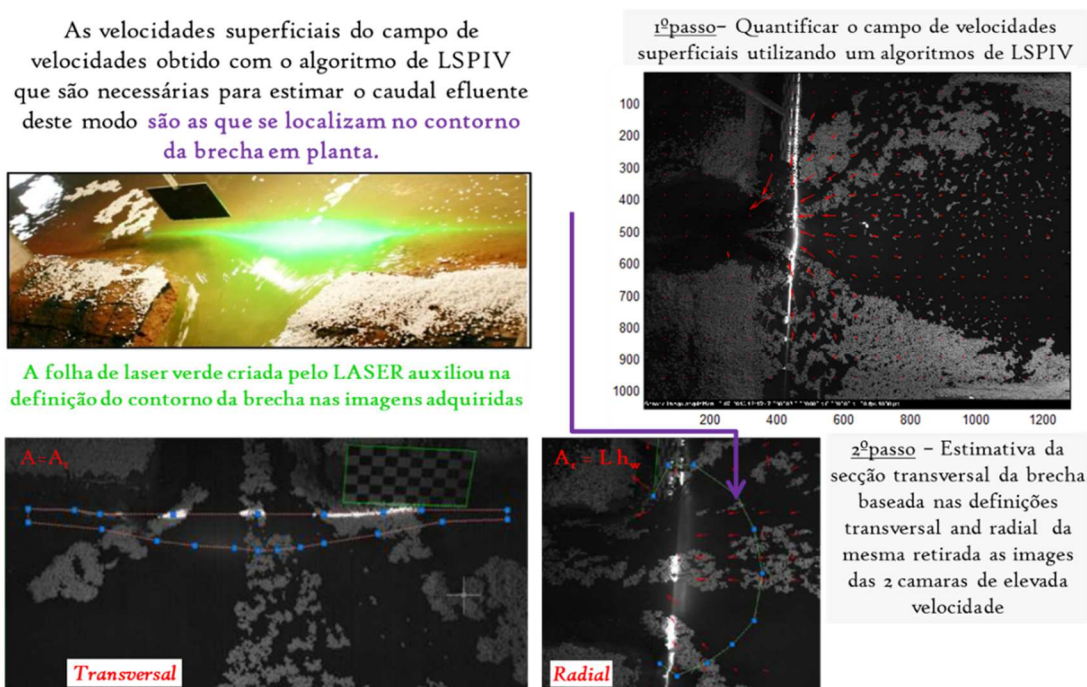 As velocidades superficiais do campo de
velocidades obtido com o algoritmo de LSPIV
que são necessárias para estimar o caudal efluente
deste modo são as que se localizam no contorno
da brecha em planta.
A folha de laser verde criada pelo LASER auxiliou na
definição do contorno da brecha nas imagens adquiridas
1ºpasso– Quantificar o campo de velocidades
superficiais utilizando um algoritmos de LSPIV
100
200
300
400
500
600
700
800
900
1000
200
400
600
800
1000
1200
A=Aₜ
Transversal
Aᵣ = L h_w
Radial
2ºpasso – Estimativa da
secção transversal da brecha
baseada nas definições
transversal and radial da
mesma retirada as images
das 2 camaras de elevada
velocidade